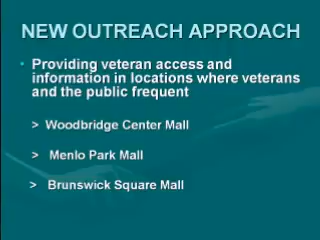 NEW OUTREACH APPROACH
• Providing veteran access and
information in locations where veterans
and the public frequent
> Woodbridge Center Mall
> Menlo Park Mall
> Brunswick Square Mall